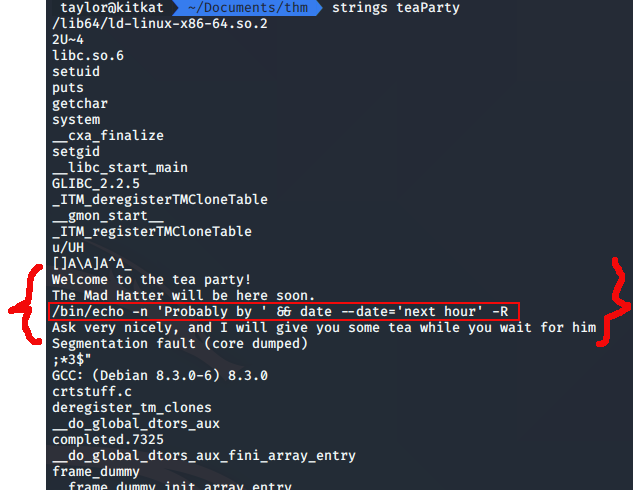 taylor@kitkat ~/Documents/thm strings teaParty
/lib64/ld-linux-x86-64.so.2
2U~4
libc.so.6
setuid
puts
getchar
system
__cxa_finalize
setgid
__libc_start_main
GLIBC_2.2.5
_ITM_deregisterTMCloneTable
__gmon_start__
_ITM_registerTMCloneTable
u/UH
[]A\A]A^A_
Welcome to the tea party!
The Mad Hatter will be here soon.
/bin/echo -n 'Probably by ' && date --date='next hour' -R
Ask very nicely, and I will give you some tea while you wait for him
Segmentation fault (core dumped)
;*3$"
GCC: (Debian 8.3.0-6) 8.3.0
crtstuff.c
deregister_tm_clones
__do_global_dtors_aux
completed.7325
__do_global_dtors_aux_fini_array_entry
frame_dummy
__frame_dummy_init_array_entry